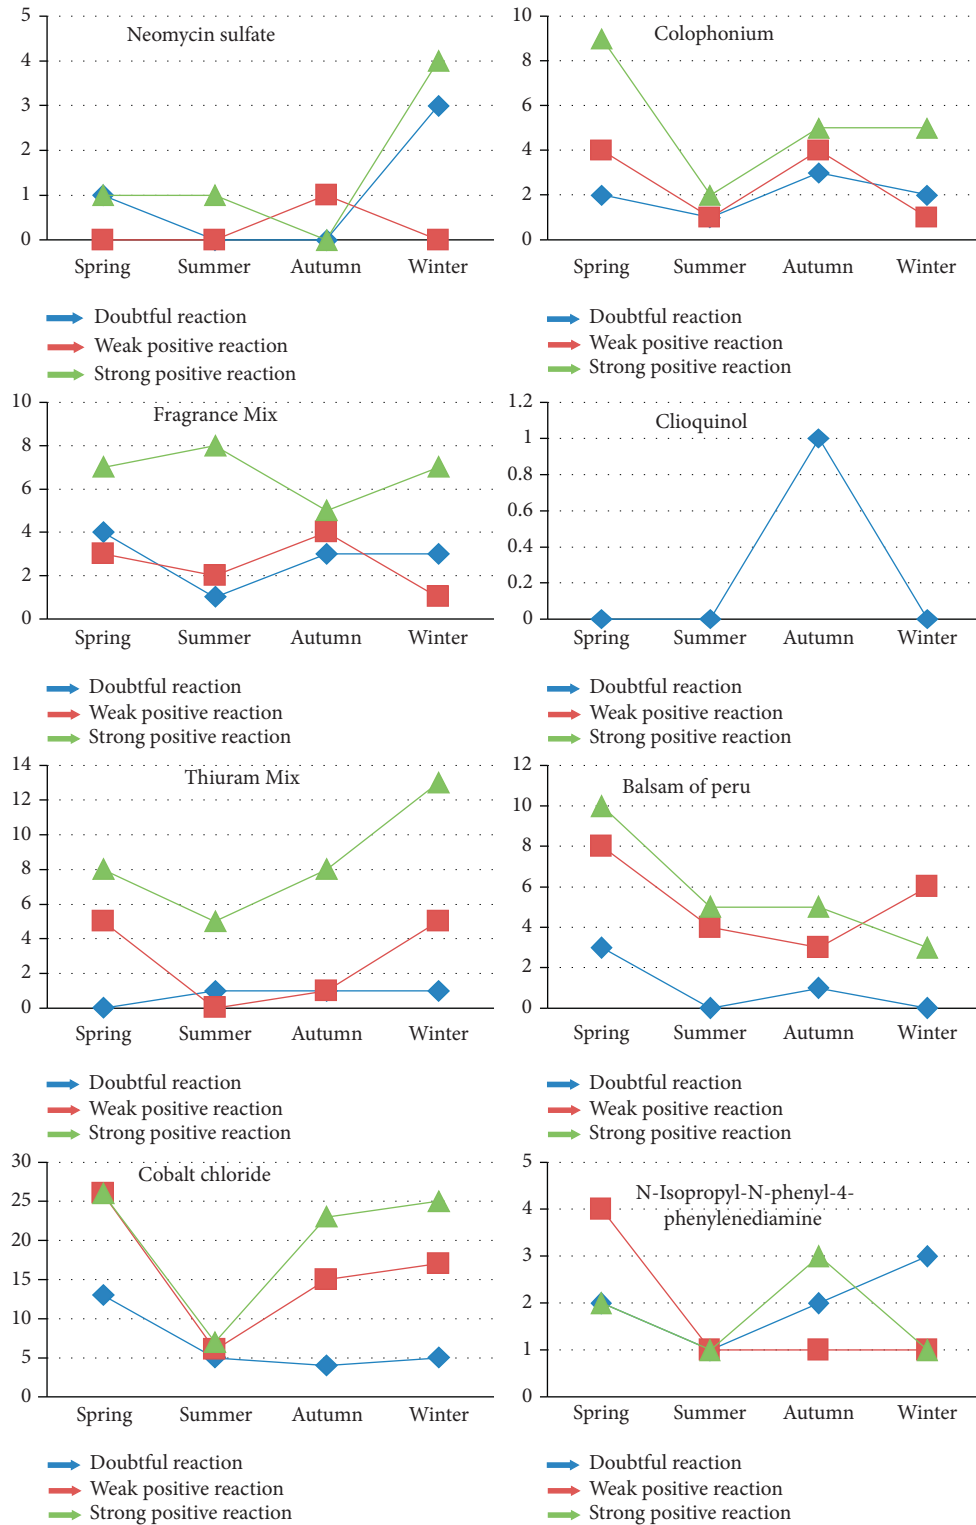 Neomycin sulfate
5
4
3
2
1
0
Spring Summer Autumn Winter
Doubtful reaction
Weak positive reaction
Strong positive reaction
Colophonium
10
8
6
4
2
0
Spring Summer Autumn Winter
Doubtful reaction
Weak positive reaction
Strong positive reaction
Fragrance Mix
10
8
6
4
2
0
Spring Summer Autumn Winter
Doubtful reaction
Weak positive reaction
Strong positive reaction
Clioquinol
1.2
1
0.8
0.6
0.4
0.2
0
Spring Summer Autumn Winter
Doubtful reaction
Weak positive reaction
Strong positive reaction
Thiuram Mix
14
12
10
8
6
4
2
0
Spring Summer Autumn Winter
Doubtful reaction
Weak positive reaction
Strong positive reaction
Balsam of peru
12
10
8
6
4
2
0
Spring Summer Autumn Winter
Doubtful reaction
Weak positive reaction
Strong positive reaction
Cobalt chloride
30
25
20
15
10
5
0
Spring Summer Autumn Winter
Doubtful reaction
Weak positive reaction
Strong positive reaction
N-Isopropyl-N-phenyl-4-
phenylenediamine
5
4
3
2
1
0
Spring Summer Autumn Winter
Doubtful reaction
Weak positive reaction
Strong positive reaction